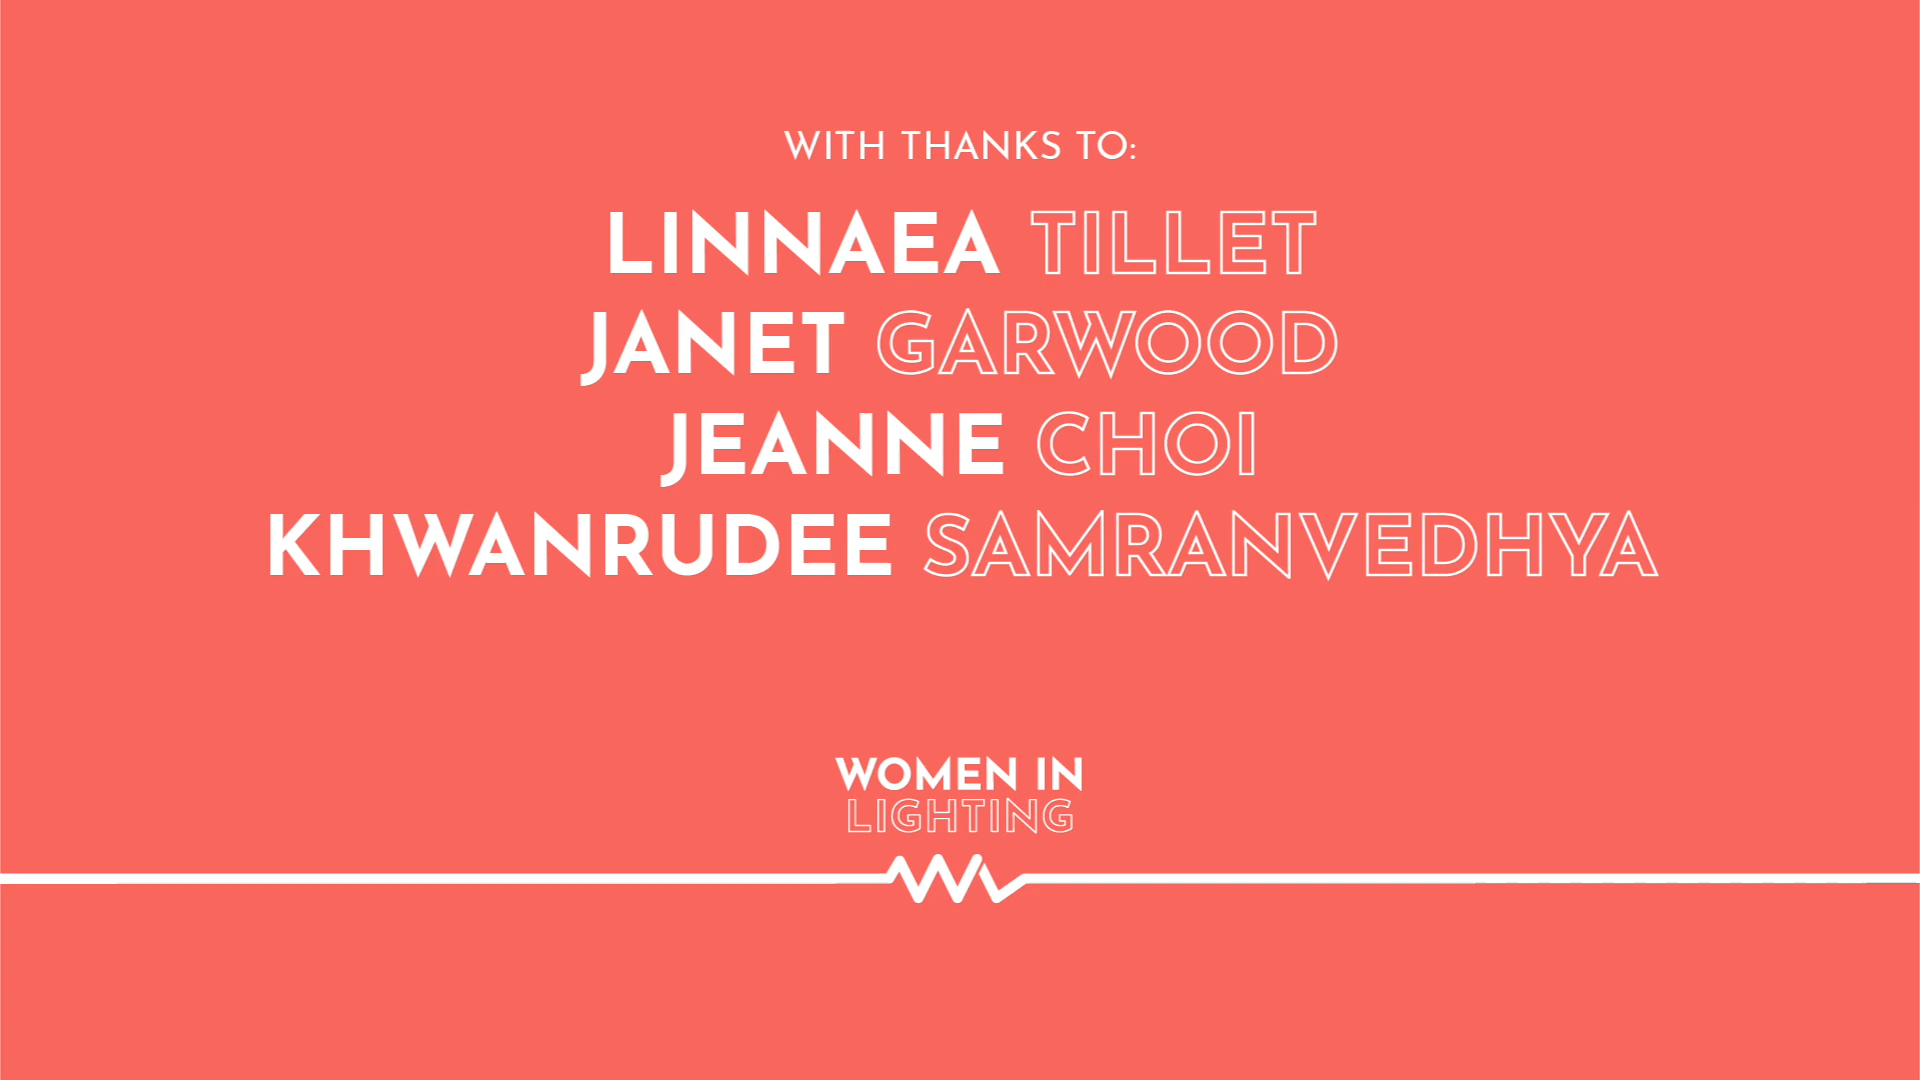 WITH THANKS TO:
LINNAEA TILLET
JANET GARWOOD
JEANNE CHOI
KHWANRUDEE SAMRANVEDHYA
WOMEN IN
LIGHTING